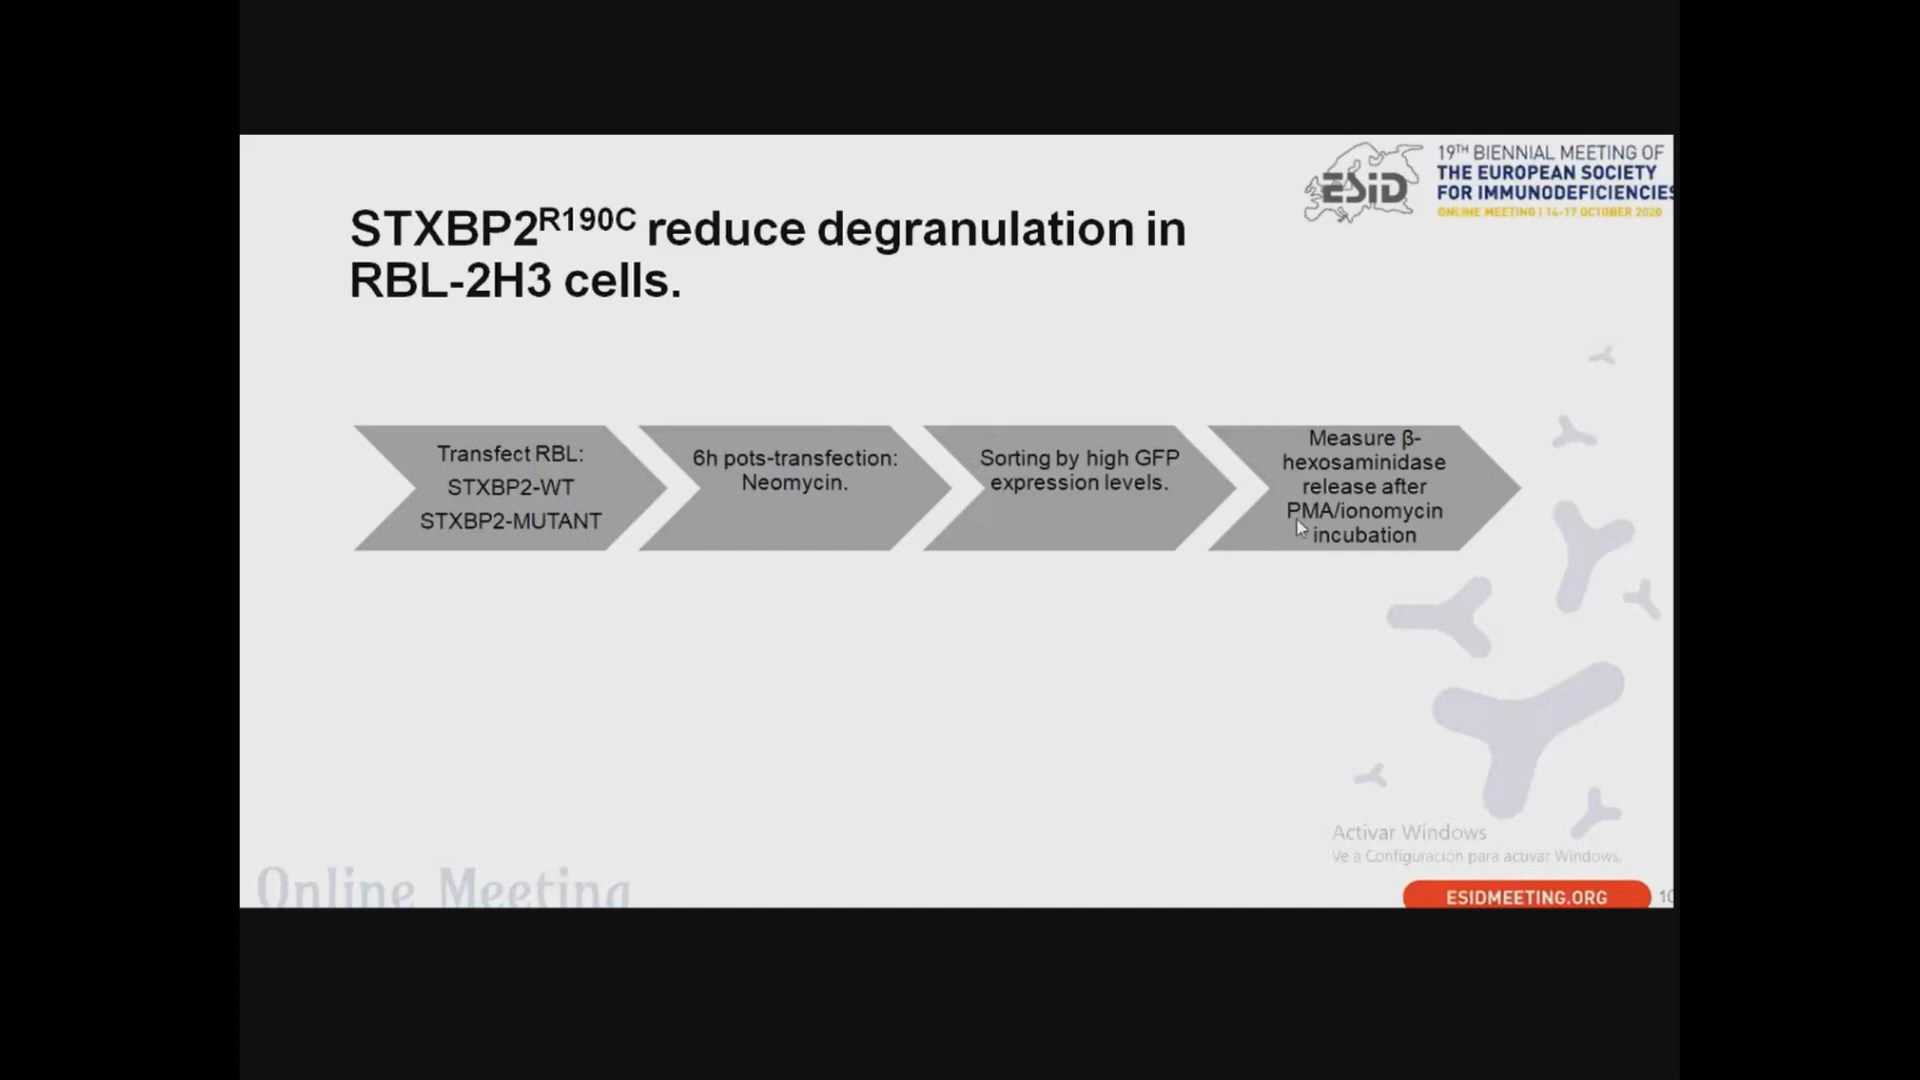 ESiD
19TH BIENNIAL MEETING OF
THE EUROPEAN SOCIETY
FOR IMMUNODEFICIENCIES
ONLINE MEETING | 14-17 OCTOBER 2020
STXBP2R190C reduce degranulation in
RBL-2H3 cells.
Transfect RBL:
STXBP2-WT
STXBP2-MUTANT
6h pots-transfection:
Neomycin.
Sorting by high GFP
expression levels.
Measure β-
hexosaminidase
release after
PMA/ionomycin
incubation
Activar Windows
Ve a Configuración para activar Windows.
Online Meeting
ESIDMEETING.ORG
10